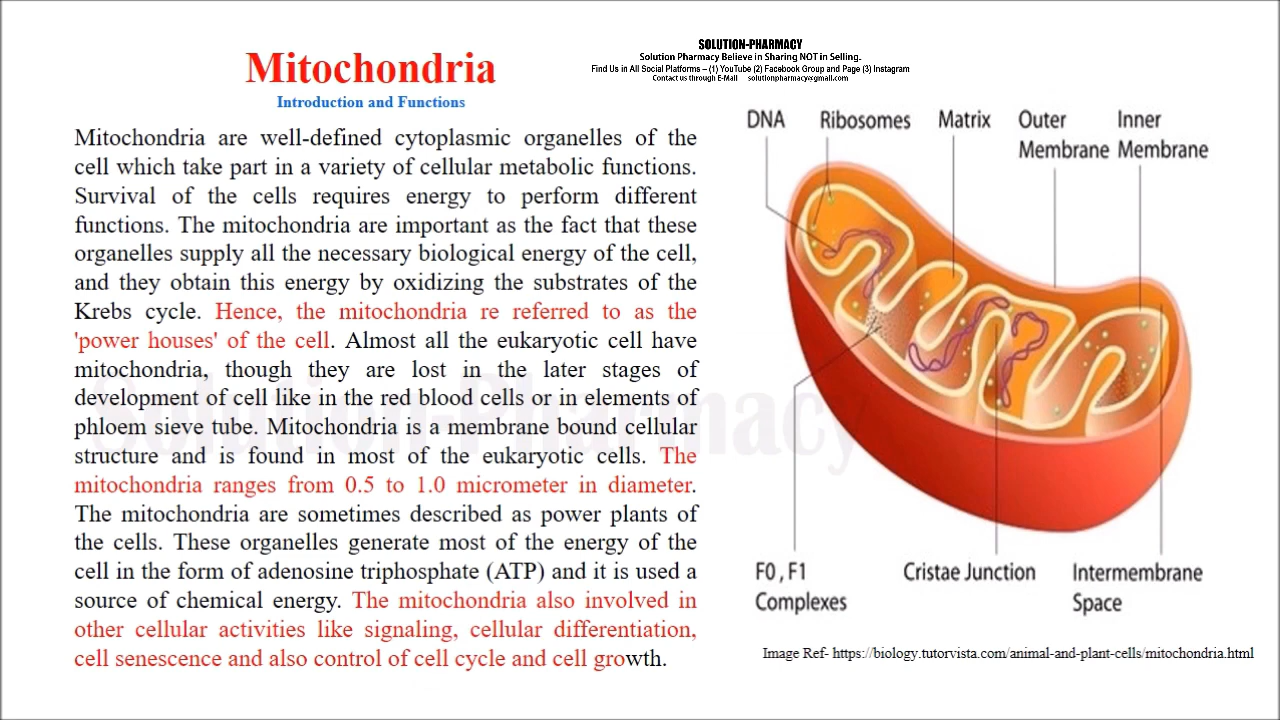 SOLUTION-PHARMACY
Solution Pharmacy Believe in Sharing NOT in Selling.
Find Us in All Social Platforms – (1) YouTube (2) Facebook Group and Page (3) Instagram
Contact us through E-Mail solutionpharmacy@gmail.com
Mitochondria
Introduction and Functions
Mitochondria are well-defined cytoplasmic organelles of the
cell which take part in a variety of cellular metabolic functions.
Survival of the cells requires energy to perform different
functions. The mitochondria are important as the fact that these
organelles supply all the necessary biological energy of the cell,
and they obtain this energy by oxidizing the substrates of the
Krebs cycle. Hence, the mitochondria re referred to as the
'power houses' of the cell. Almost all the eukaryotic cell have
mitochondria, though they are lost in the later stages of
development of cell like in the red blood cells or in elements of
phloem sieve tube. Mitochondria is a membrane bound cellular
structure and is found in most of the eukaryotic cells. The
mitochondria ranges from 0.5 to 1.0 micrometer in diameter.
The mitochondria are sometimes described as power plants of
the cells. These organelles generate most of the energy of the
cell in the form of adenosine triphosphate (ATP) and it is used a
source of chemical energy. The mitochondria also involved in
other cellular activities like signaling, cellular differentiation,
cell senescence and also control of cell cycle and cell growth.
Solution-Pharmacy
DNA Ribosomes Matrix Outer Inner
Membrane Membrane
F0 , F1 Cristae Junction Intermembrane
Complexes Space
Image Ref- https://biology.tutorvista.com/animal-and-plant-cells/mitochondria.html